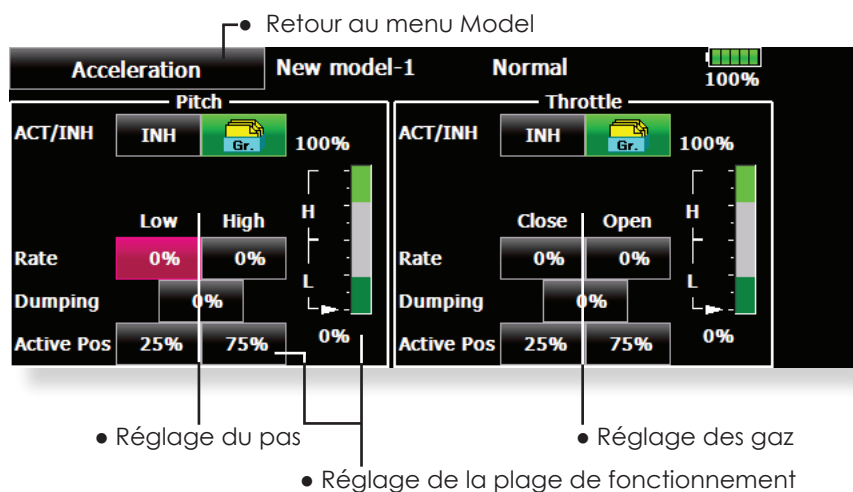 ● Retour au menu Model
Acceleration New model-1 Normal 100%
Pitch Throttle
ACT/INH INH Gr. 100% ACT/INH INH Gr. 100%
Low High H Close Open H
Rate 0% 0% Rate 0% 0%
L L
Dumping 0% Dumping 0%
Active Pos 25% 75% 0% Active Pos 25% 75% 0%
● Réglage du pas ● Réglage des gaz
● Réglage de la plage de fonctionnement